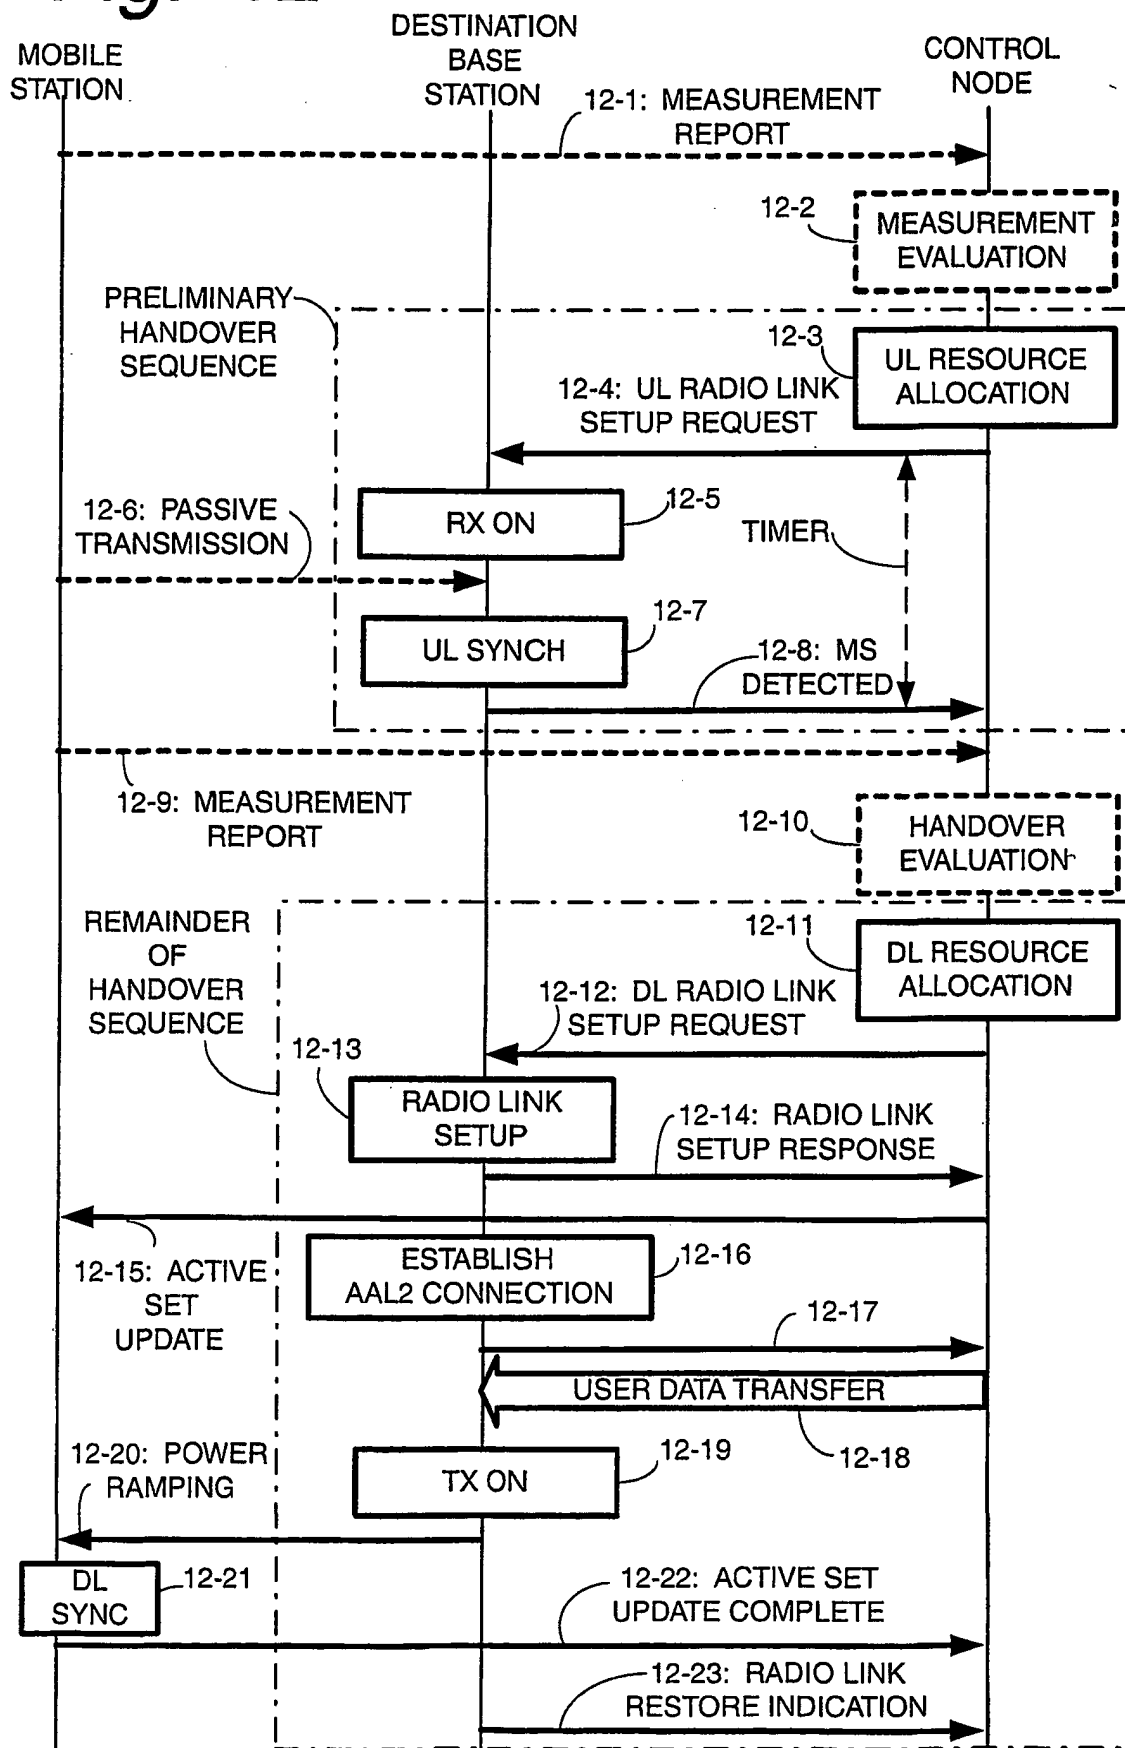 MOBILE
STATION
DESTINATION
BASE
STATION
CONTROL
NODE
12-1: MEASUREMENT
REPORT
12-2
MEASUREMENT
EVALUATION
PRELIMINARY
HANDOVER
SEQUENCE
12-3
UL RESOURCE
ALLOCATION
12-4: UL RADIO LINK
SETUP REQUEST
RX ON
12-5
12-6: PASSIVE
TRANSMISSION
TIMER
12-7
UL SYNCH
12-8: MS
DETECTED
12-9: MEASUREMENT
REPORT
12-10
HANDOVER
EVALUATION
REMAINDER
OF
HANDOVER
SEQUENCE
12-11
DL RESOURCE
ALLOCATION
12-12: DL RADIO LINK
SETUP REQUEST
12-13
RADIO LINK
SETUP
12-14: RADIO LINK
SETUP RESPONSE
12-15: ACTIVE
SET
UPDATE
ESTABLISH
AAL2 CONNECTION
12-16
12-17
USER DATA TRANSFER
12-18
12-19
TX ON
12-20: POWER
RAMPING
DL
SYNC
12-21
12-22: ACTIVE SET
UPDATE COMPLETE
12-23: RADIO LINK
RESTORE INDICATION